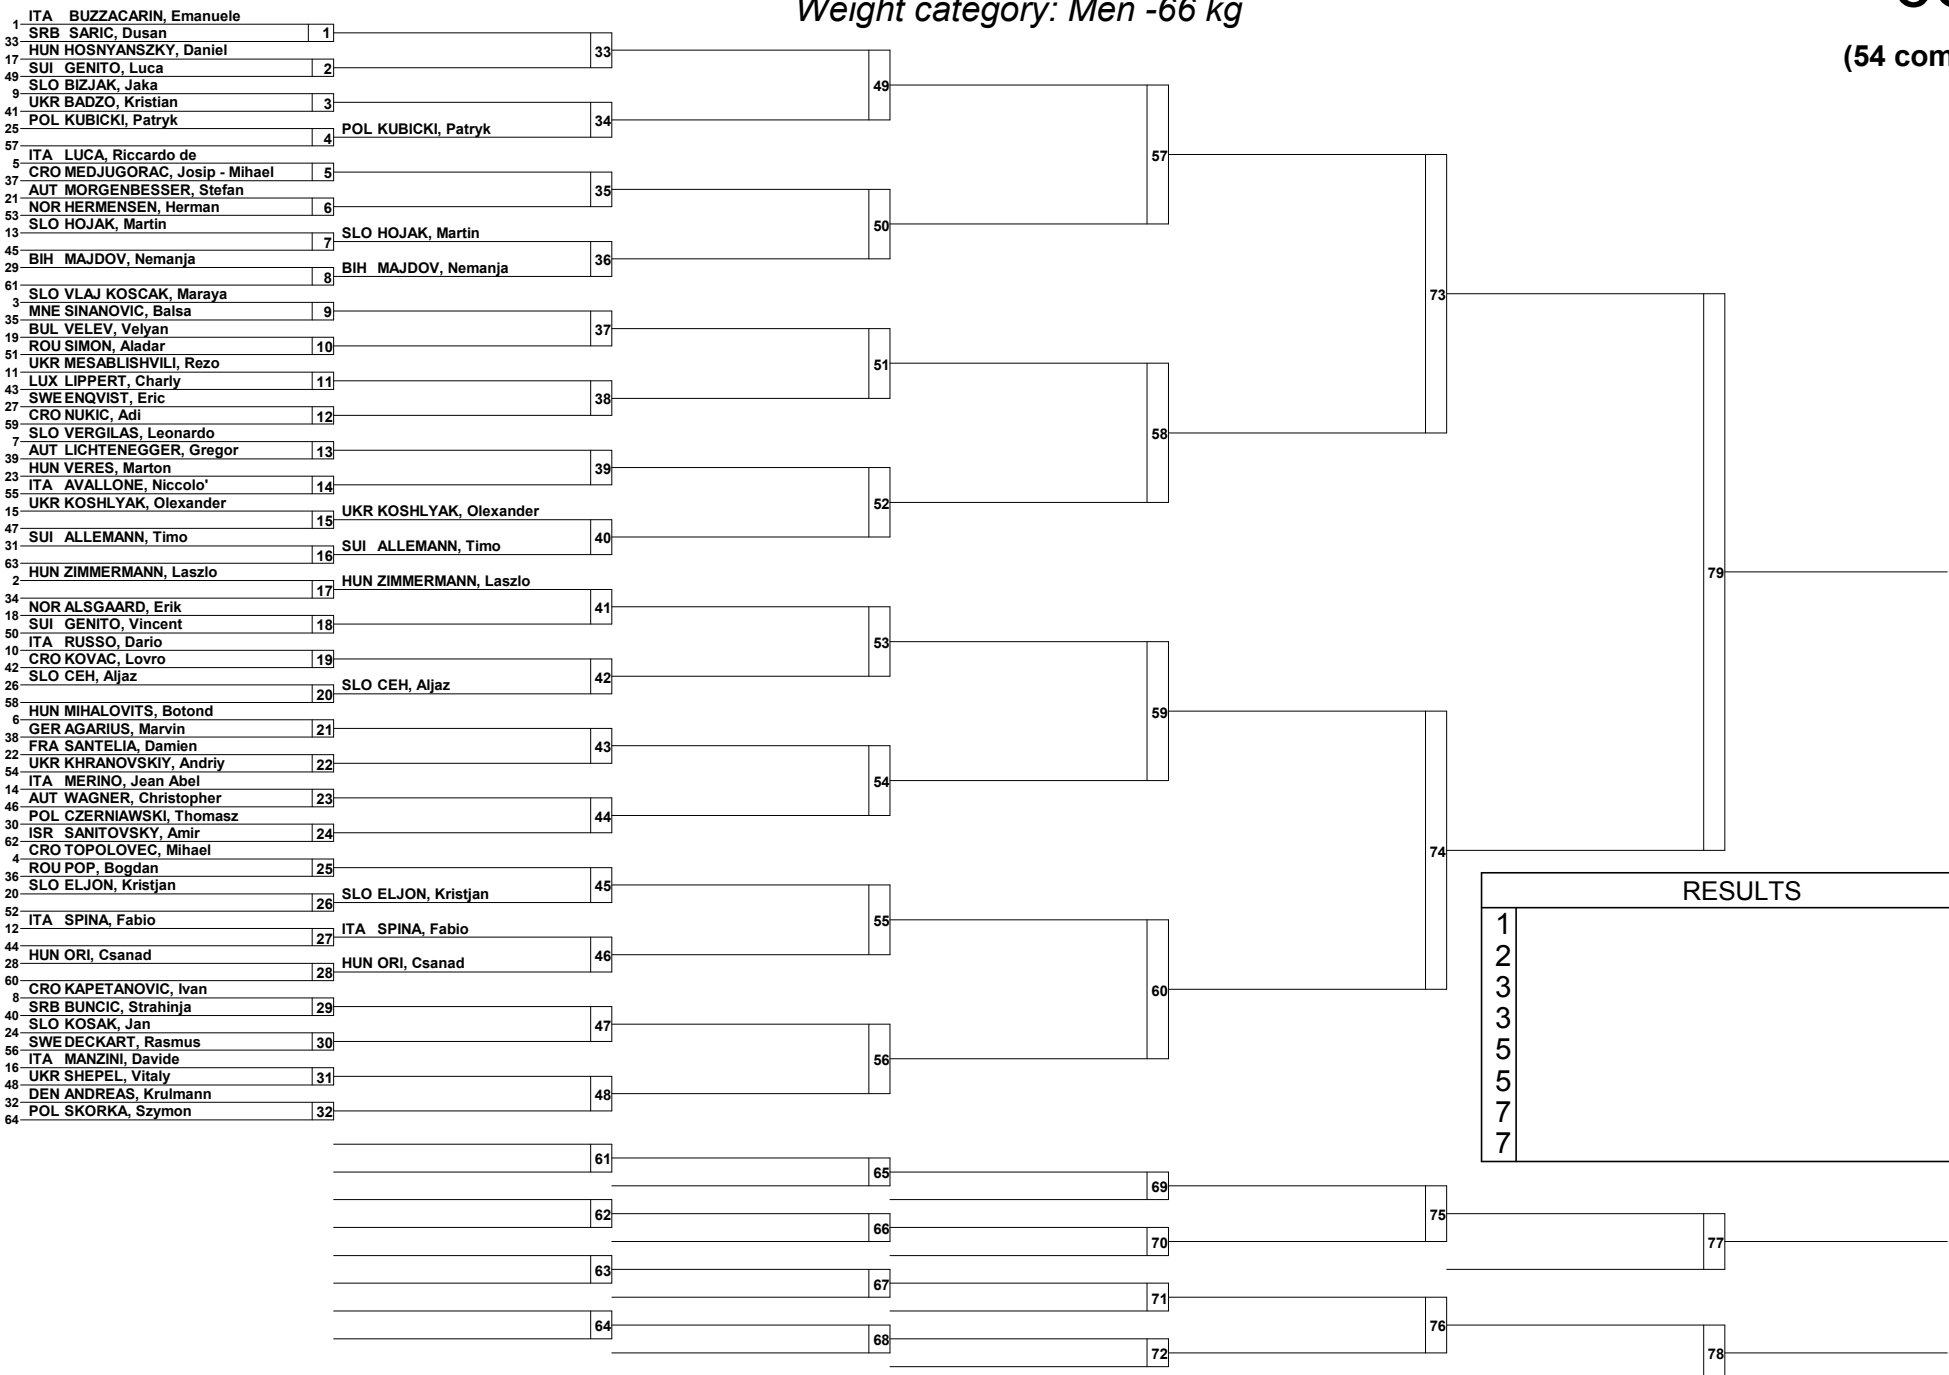 Weight category: Men -66 kg
(54 com
1 ITA BUZZACARIN, Emanuele
33 SRB SARIC, Dusan 1
17 HUN HOSNYANSZKY, Daniel
49 SUI GENITO, Luca 2
9 SLO BIZJAK, Jaka
41 UKR BADZO, Kristian 3
25 POL KUBICKI, Patryk
57 4 POL KUBICKI, Patryk
5 ITA LUCA, Riccardo de
37 CRO MEDJUGORAC, Josip - Mihael 5
21 AUT MORGENBESSER, Stefan
53 NOR HERMENSEN, Herman 6
13 SLO HOJAK, Martin
45 7 SLO HOJAK, Martin
29 BIH MAJDOV, Nemanja
61 8 BIH MAJDOV, Nemanja
3 SLO VLAJ KOSCAK, Maraya
35 MNE SINANOVIC, Balsa 9
19 BUL VELEV, Velyan
51 ROU SIMON, Aladar 10
11 UKR MESABLISHVILI, Rezo
43 LUX LIPPERT, Charly 11
27 SWE ENQVIST, Eric
59 CRO NUKIC, Adi 12
7 SLO VERGILAS, Leonardo
39 AUT LICHTENEGGER, Gregor 13
23 HUN VERES, Marton
55 ITA AVALLONE, Niccolo' 14
15 UKR KOSHLYAK, Olexander
47 15 UKR KOSHLYAK, Olexander
31 SUI ALLEMANN, Timo
63 16 SUI ALLEMANN, Timo
2 HUN ZIMMERMANN, Laszlo
34 17 HUN ZIMMERMANN, Laszlo
18 NOR ALSGAARD, Erik
50 SUI GENITO, Vincent 18
10 ITA RUSSO, Dario
42 CRO KOVAC, Lovro 19
26 SLO CEH, Aljaz
58 20 SLO CEH, Aljaz
6 HUN MIHALOVITS, Botond
38 GER AGARIUS, Marvin 21
22 FRA SANTELIA, Damien
54 UKR KHRANOVSKIY, Andriy 22
14 ITA MERINO, Jean Abel
46 AUT WAGNER, Christopher 23
30 POL CZERNIAWSKI, Thomasz
62 ISR SANITOVSKY, Amir 24
4 CRO TOPOLOVEC, Mihael
36 ROU POP, Bogdan 25
20 SLO ELJON, Kristjan
52 26 SLO ELJON, Kristjan
12 ITA SPINA, Fabio
44 27 ITA SPINA, Fabio
28 HUN ORI, Csanad
60 28 HUN ORI, Csanad
8 CRO KAPETANOVIC, Ivan
40 SRB BUNCIC, Strahinja 29
24 SLO KOSAK, Jan
56 SWE DECKART, Rasmus 30
16 ITA MANZINI, Davide
48 UKR SHEPEL, Vitaly 31
32 DEN ANDREAS, Krulmann
64 POL SKORKA, Szymon 32
33
34
35
36
37
38
39
40
41
42
43
44
45
46
47
48
49
50
51
52
53
54
55
56
57
58
59
60
73
74
79
RESULTS
1
2
3
3
5
5
7
7
61
62
63
64
65
66
67
68
69
70
71
72
75
76
77
78